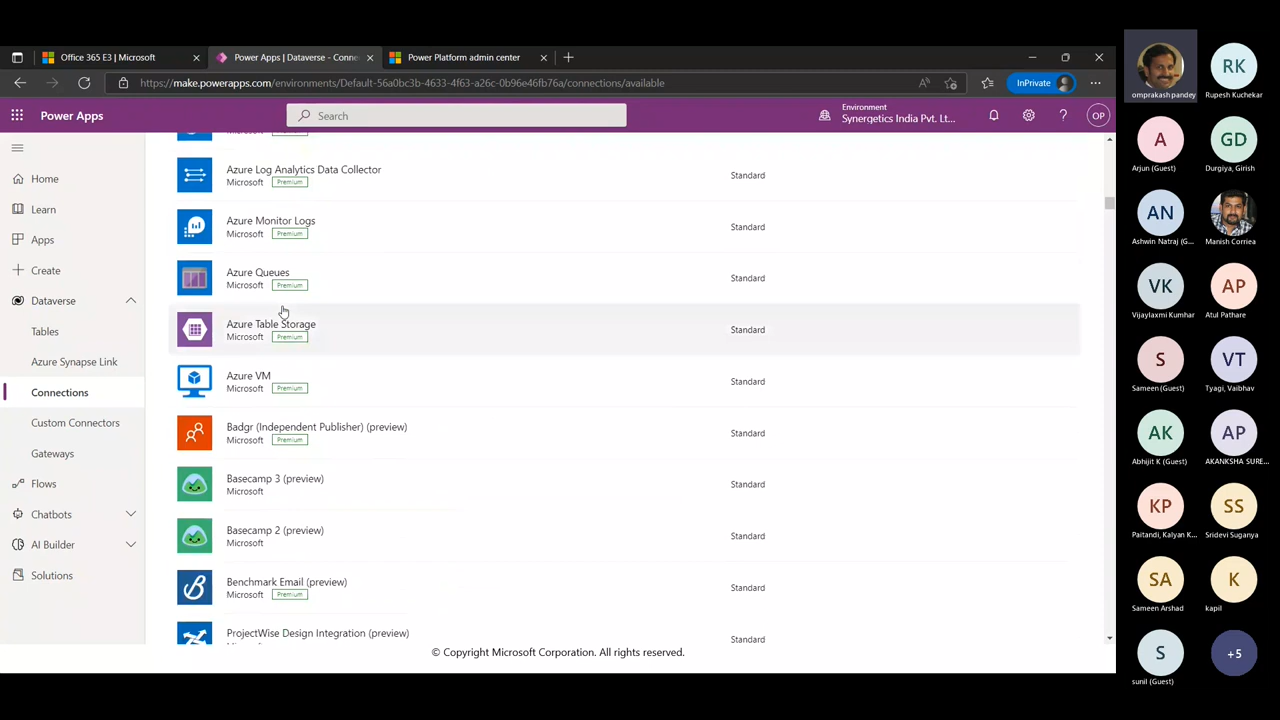 Office 365 E3 | Microsoft
Power Apps | Dataverse - Conne
Power Platform admin center
https://make.powerapps.com/environments/Default-56a0bc3b-4633-4f63-a26c-0b96e46fb76a/connections/available
InPrivate
Power Apps
Search
Environment
Synergetics India Pvt. Lt...
OP
Home
Learn
Apps
Create
Dataverse
Tables
Azure Synapse Link
Connections
Custom Connectors
Gateways
Flows
Chatbots
AI Builder
Solutions
Azure Log Analytics Data Collector
Microsoft Premium
Standard
Azure Monitor Logs
Microsoft Premium
Standard
Azure Queues
Microsoft Premium
Standard
Azure Table Storage
Microsoft Premium
Standard
Azure VM
Microsoft Premium
Standard
Badgr (Independent Publisher) (preview)
Microsoft Premium
Standard
Basecamp 3 (preview)
Microsoft
Standard
Basecamp 2 (preview)
Microsoft
Standard
Benchmark Email (preview)
Microsoft Premium
Standard
ProjectWise Design Integration (preview)
Standard
© Copyright Microsoft Corporation. All rights reserved.
omprakash pandey
RK
Rupesh Kuchekar
A
Arjun (Guest)
GD
Durgiya, Girish
AN
Ashwin Natraj (G...
Manish Corriea
VK
Vijaylaxmi Kumhar
AP
Atul Pathare
S
Sameen (Guest)
VT
Tyagi, Vaibhav
AK
Abhijit K (Guest)
AP
AKANKSHA SURE...
KP
Paitandi, Kalyan K...
SS
Sridevi Suganya
SA
Sameen Arshad
K
kapil
S
sunil (Guest)
+5